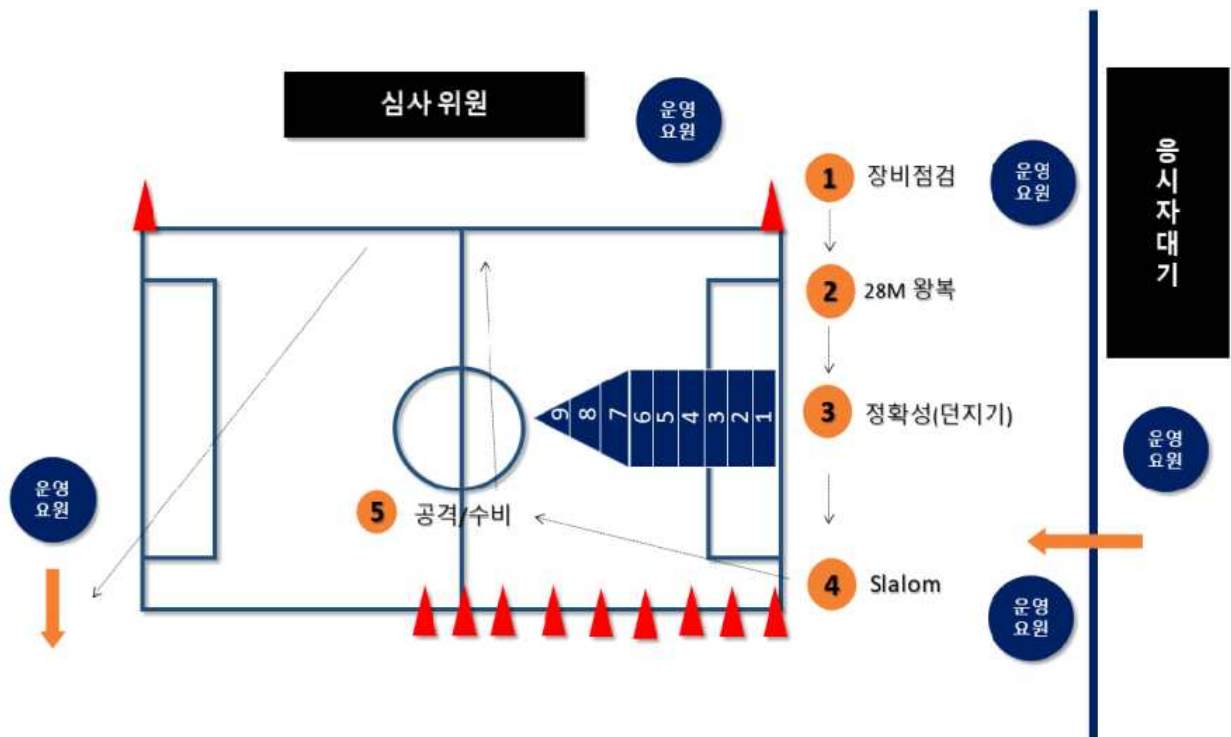 심사 위원
운영
요원
1 장비점검
운영
요원
응시자대기
2 28M 왕복
3 정확성(던지기)
9 8 7 6 5 4 3 2 1
운영
요원
운영
요원
5 공격/수비
4 Slalom
운영
요원